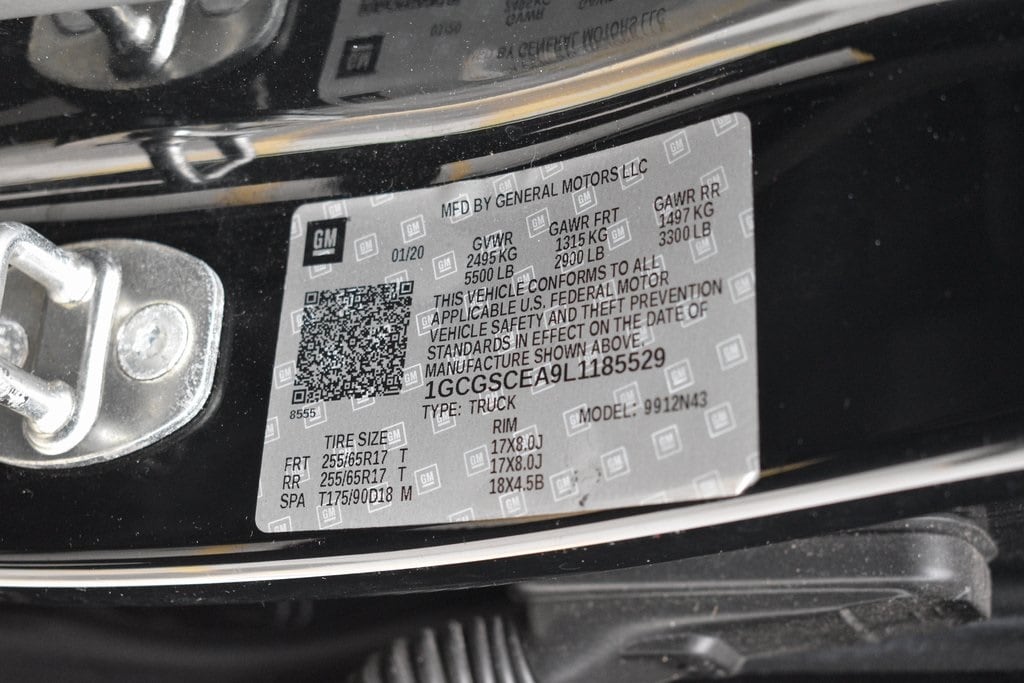 MFD BY GENERAL MOTORS LLC
GM
01/20
GVWR GAWR FRT GAWR RR
2495 KG 1315 KG 1497 KG
5500 LB 2900 LB 3300 LB
THIS VEHICLE CONFORMS TO ALL
APPLICABLE U.S. FEDERAL MOTOR
VEHICLE SAFETY AND THEFT PREVENTION
STANDARDS IN EFFECT ON THE DATE OF
MANUFACTURE SHOWN ABOVE.
1GCGSCEA9L1185529
8555
TYPE: TRUCK MODEL: 9912N43
TIRE SIZE RIM
FRT 255/65R17 T 17X8.0J
RR 255/65R17 T 17X8.0J
SPA T175/90D18 M 18X4.5B